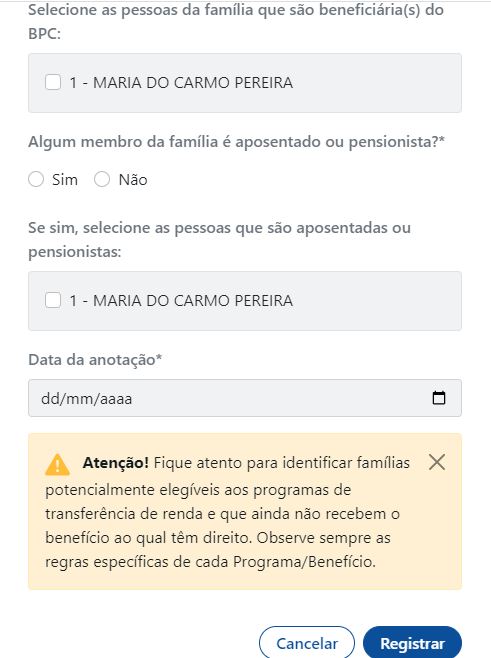 Selecione as pessoas da família que são beneficiária(s) do
BPC:
1 - MARIA DO CARMO PEREIRA
Algum membro da família é aposentado ou pensionista?*
Sim Não
Se sim, selecione as pessoas que são aposentadas ou
pensionistas:
1 - MARIA DO CARMO PEREIRA
Data da anotação*
dd/mm/aaaa
Atenção! Fique atento para identificar famílias
potencialmente elegíveis aos programas de
transferência de renda e que ainda não recebem o
benefício ao qual têm direito. Observe sempre as
regras específicas de cada Programa/Benefício.
Cancelar Registrar